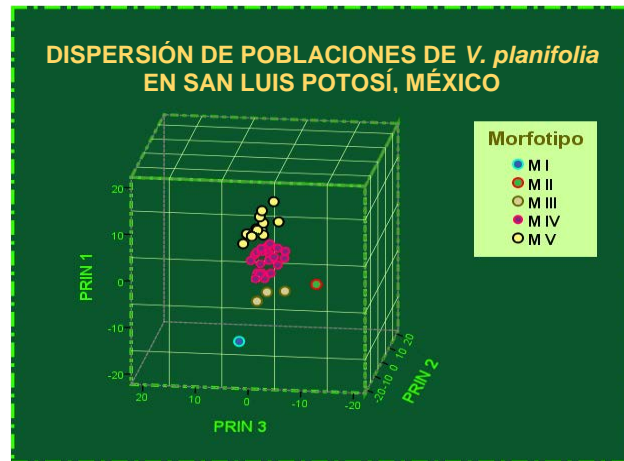 DISPERSIÓN DE POBLACIONES DE V. planifolia
EN SAN LUIS POTOSÍ, MÉXICO
Morfotipo
M I
M II
M III
M IV
M V
PRIN 1
20
10
0
-10
-20
20
10
0
-10
-20
PRIN 3
-20
-10
0
10
20
PRIN 2